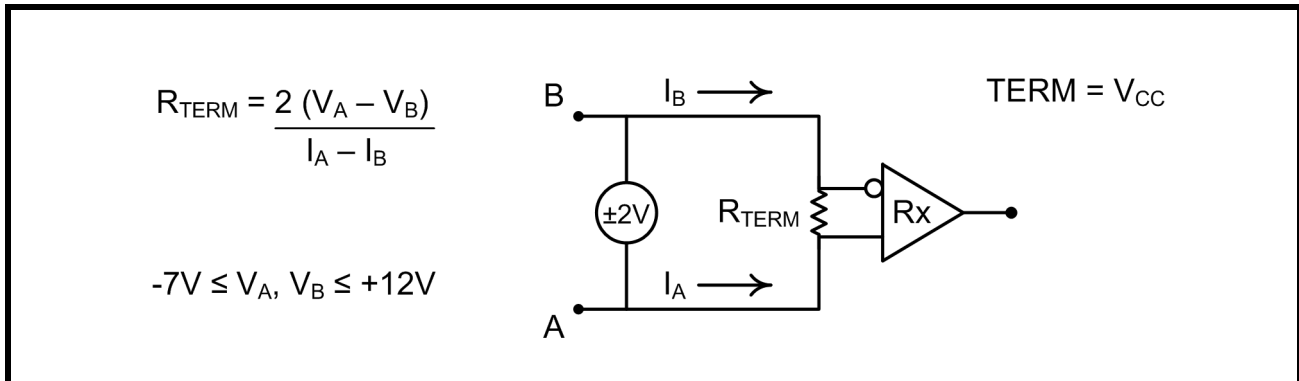 R_TERM = 2 (V_A – V_B)
I_A – I_B
-7V ≤ V_A, V_B ≤ +12V
B
I_B
TERM = V_CC
±2V
R_TERM
Rx
I_A
A